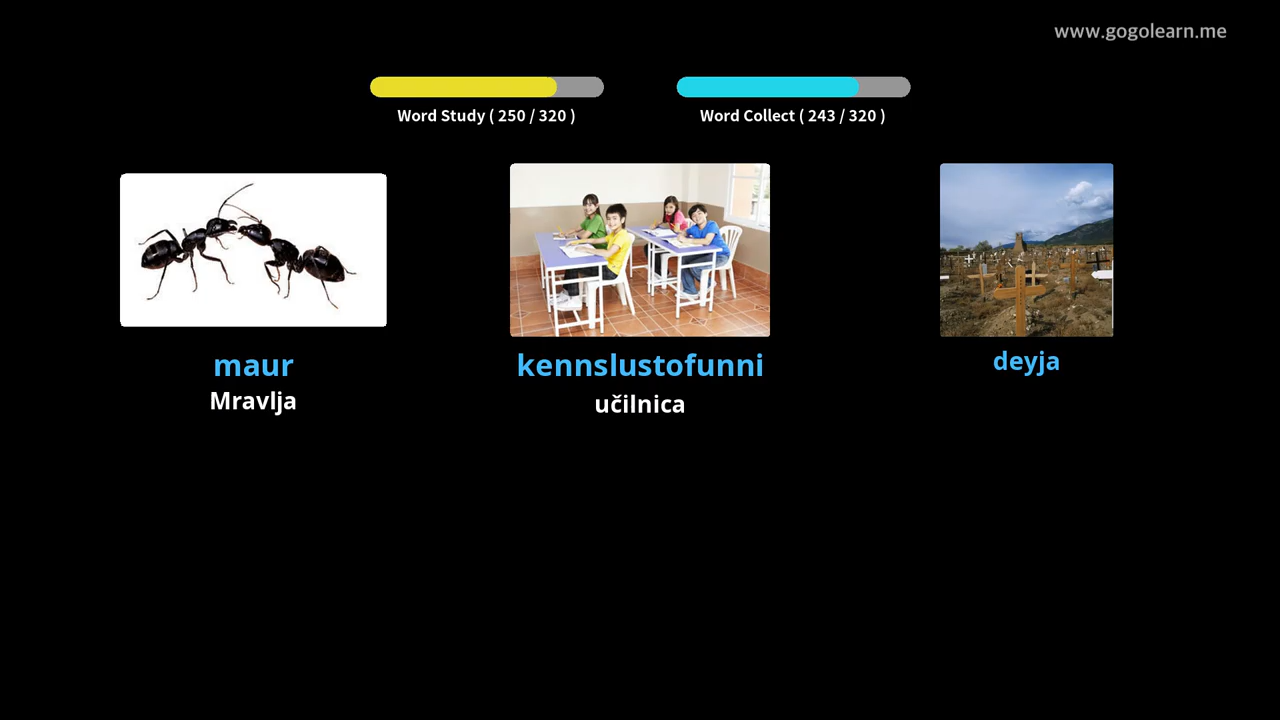 www.gogolearn.me
Word Study ( 250 / 320 )
Word Collect ( 243 / 320 )
maur
Mravlja
kennslustofunni
učilnica
deyja